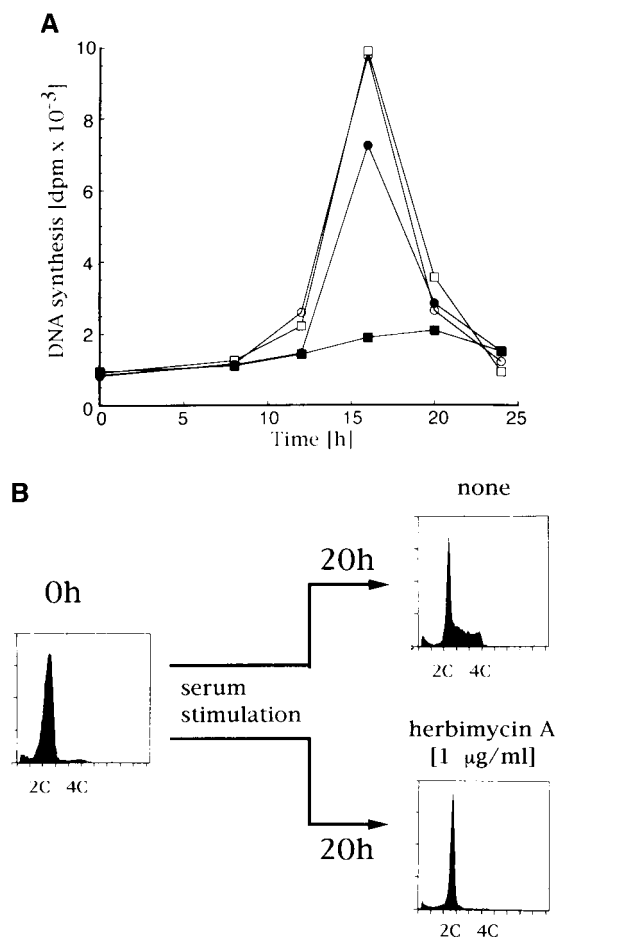 A
DNA synthesis [dpm x 10⁻³]
10
8
6
4
2
0
0 5 10 15 20 25
Time [h]
B
none
20h
0h
2C 4C
serum
stimulation
2C 4C
herbimycin A
[1 µg/ml]
20h
2C 4C